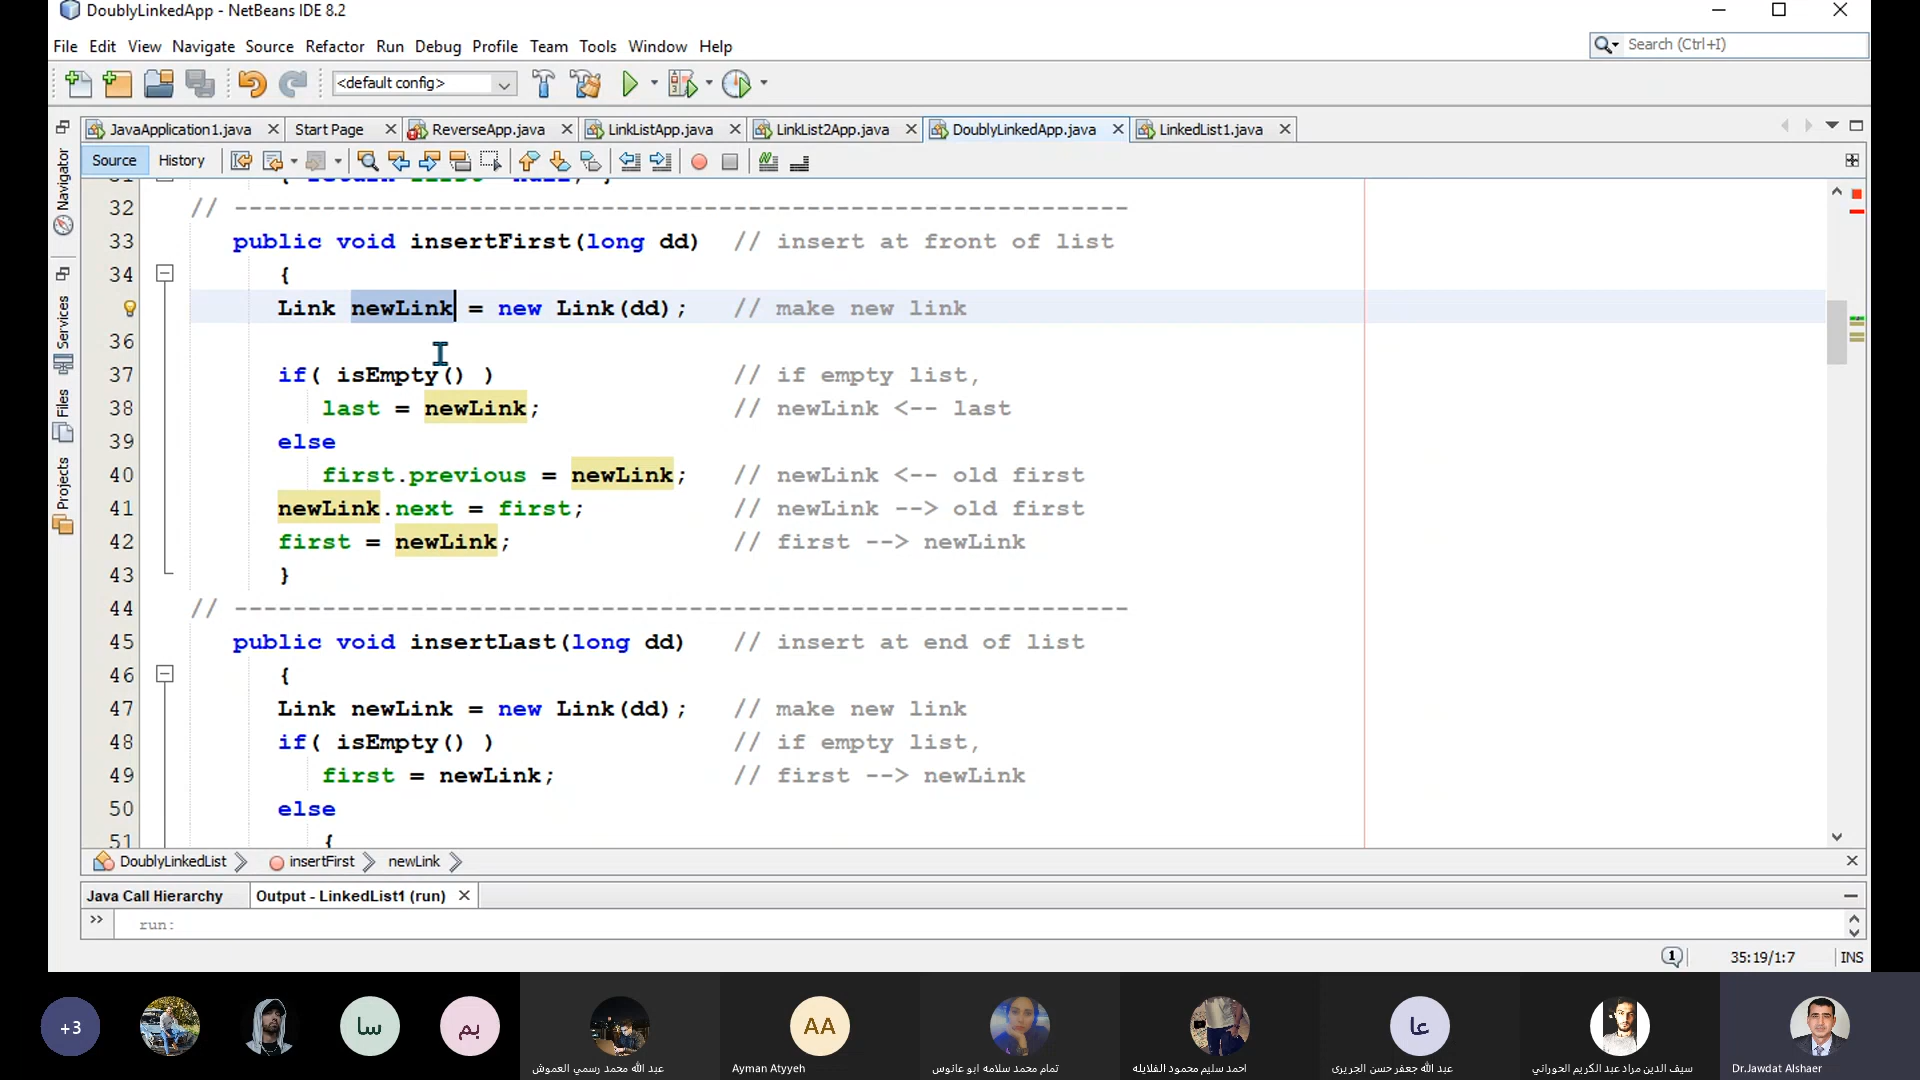 DoublyLinkedApp - NetBeans IDE 8.2
File Edit View Navigate Source Refactor Run Debug Profile Team Tools Window Help
Search (Ctrl+I)
<default config>
JavaApplication1.java Start Page ReverseApp.java LinkListApp.java LinkList2App.java DoublyLinkedApp.java LinkedList1.java
Source History
Navigator
Services
Files
Projects
32 // -------------------------------------------------------------
33 public void insertFirst(long dd) // insert at front of list
34 {
Link newLink = new Link(dd); // make new link
36
37 if( isEmpty() ) // if empty list,
38 last = newLink; // newLink <-- last
39 else
40 first.previous = newLink; // newLink <-- old first
41 newLink.next = first; // newLink --> old first
42 first = newLink; // first --> newLink
43 }
44 // -------------------------------------------------------------
45 public void insertLast(long dd) // insert at end of list
46 {
47 Link newLink = new Link(dd); // make new link
48 if( isEmpty() ) // if empty list,
49 first = newLink; // first --> newLink
50 else
51 {
DoublyLinkedList insertFirst newLink
Java Call Hierarchy Output - LinkedList1 (run)
run:
1 35:19/1:7 INS
+3 سا بم AA عا
عبد الله محمد رسمي العموش Ayman Atyyeh تمام محمد سلامه ابو عانوس احمد سليم محمود الفلايله عبد الله جعفر حسن الجريري سيف الدين مراد عبد الكريم الحوراني Dr.Jawdat Alshaer